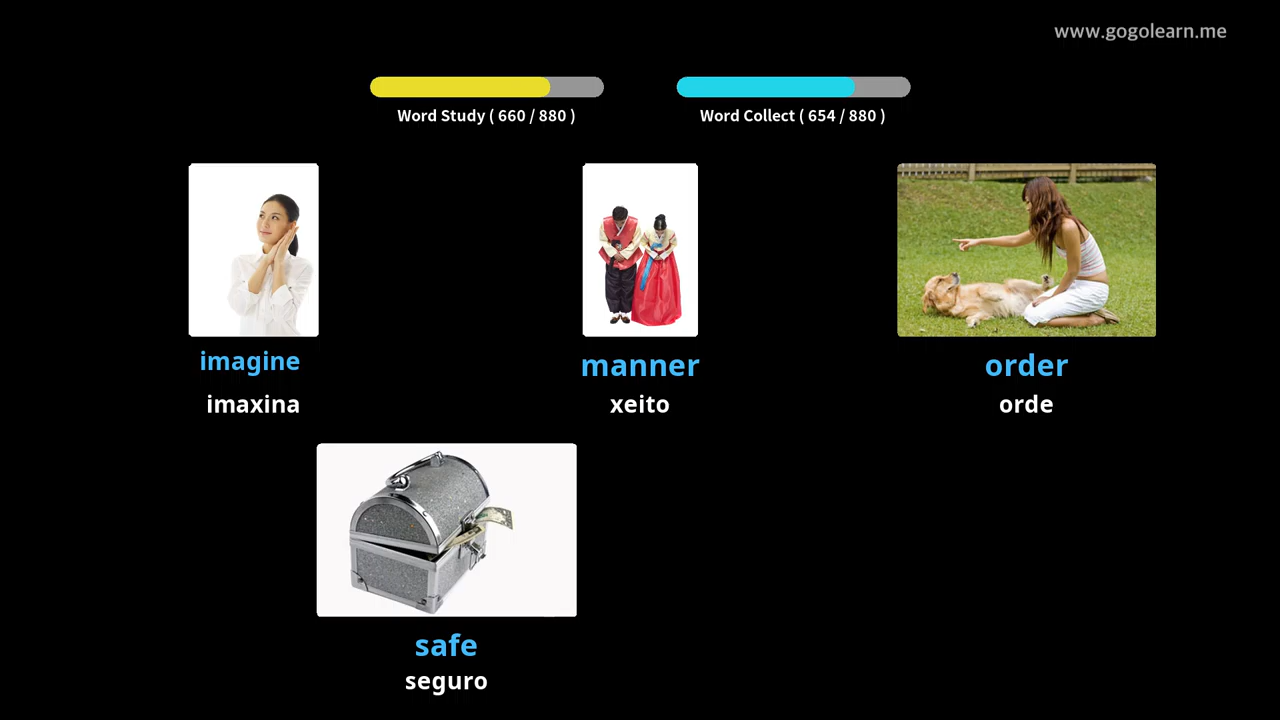 www.gogolearn.me
Word Study ( 660 / 880 )
Word Collect ( 654 / 880 )
imagine
imaxina
manner
xeito
order
orde
safe
seguro